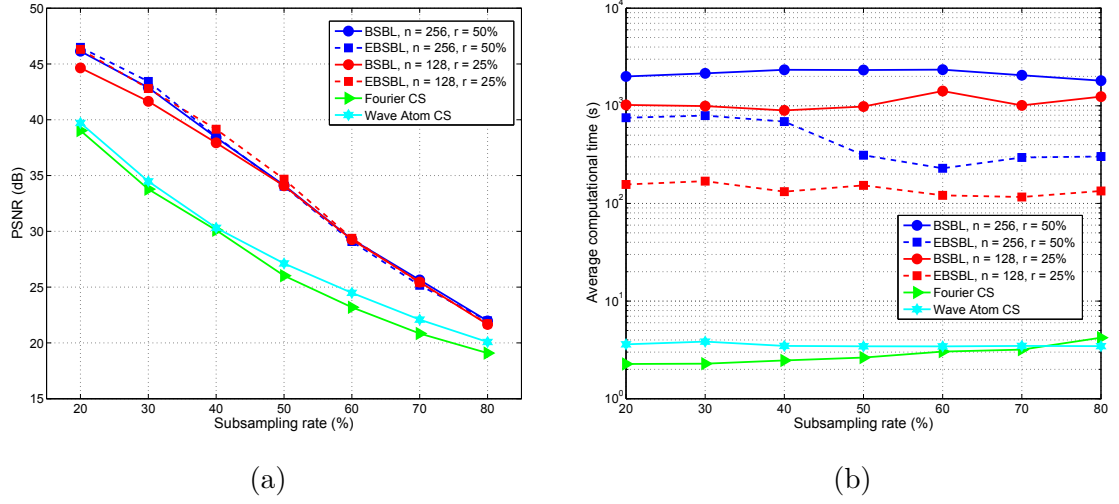 50
45
40
35
30
25
20
15
PSNR (dB)
20 30 40 50 60 70 80
Subsampling rate (%)
BSBL, n = 256, r = 50%
EBSBL, n = 256, r = 50%
BSBL, n = 128, r = 25%
EBSBL, n = 128, r = 25%
Fourier CS
Wave Atom CS
(a)
10^4
10^3
10^2
10^1
10^0
Average computational time (s)
20 30 40 50 60 70 80
Subsampling rate (%)
BSBL, n = 256, r = 50%
EBSBL, n = 256, r = 50%
BSBL, n = 128, r = 25%
EBSBL, n = 128, r = 25%
Fourier CS
Wave Atom CS
(b)